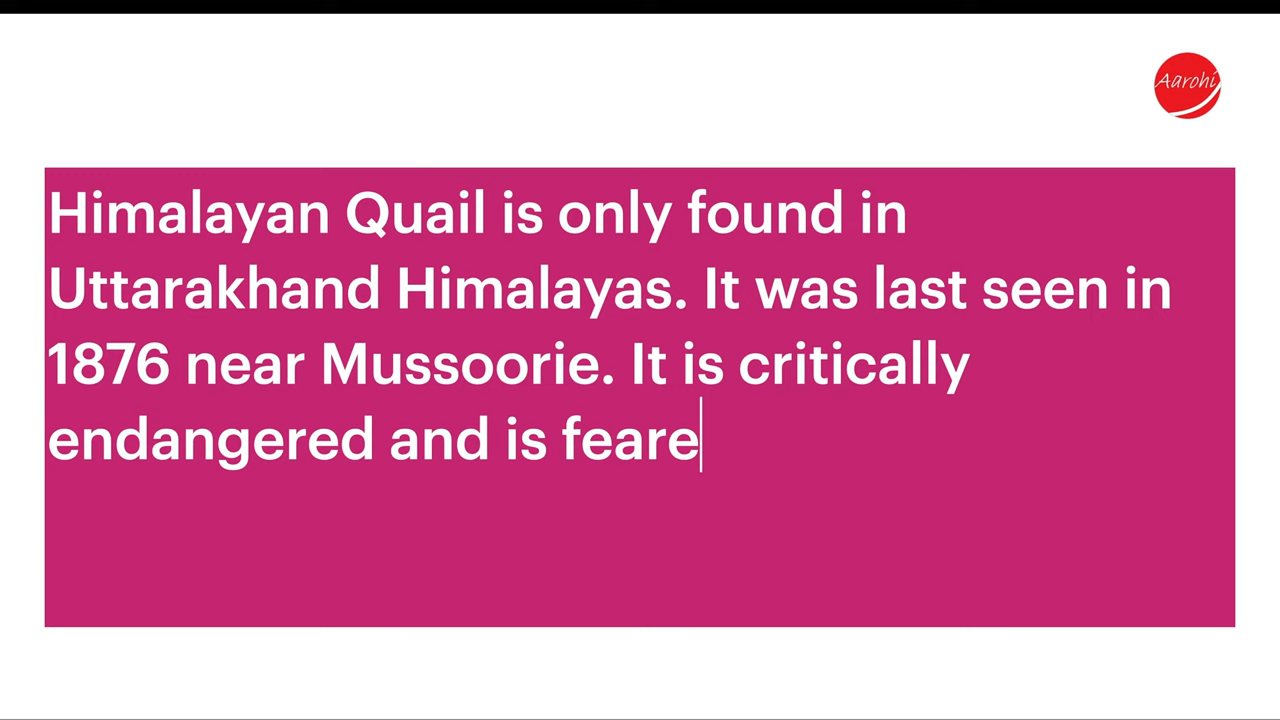 Aarohi
Himalayan Quail is only found in
Uttarakhand Himalayas. It was last seen in
1876 near Mussoorie. It is critically
endangered and is feare